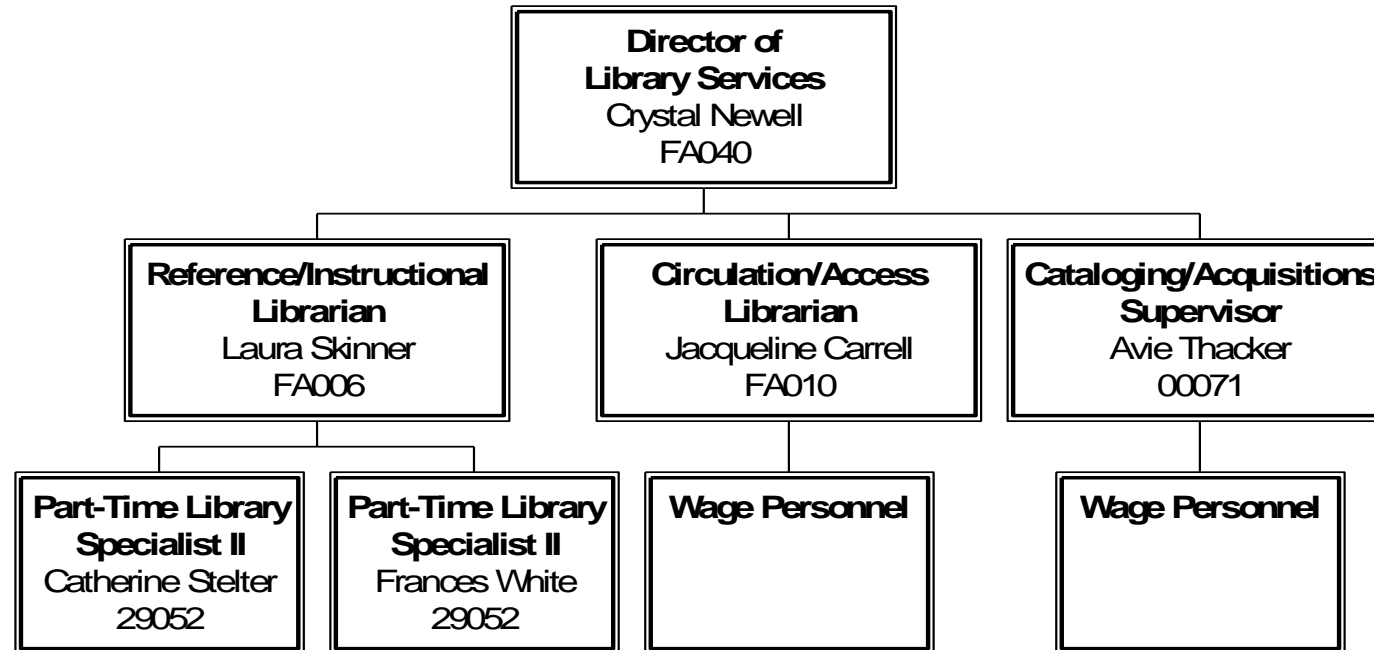 Director of
Library Services
Crystal Newell
FA040
Reference/Instructional
Librarian
Laura Skinner
FA006
Circulation/Access
Librarian
Jacqueline Carrell
FA010
Cataloging/Acquisitions
Supervisor
Avie Thacker
00071
Part-Time Library
Specialist II
Catherine Stelter
29052
Part-Time Library
Specialist II
Frances White
29052
Wage Personnel
Wage Personnel